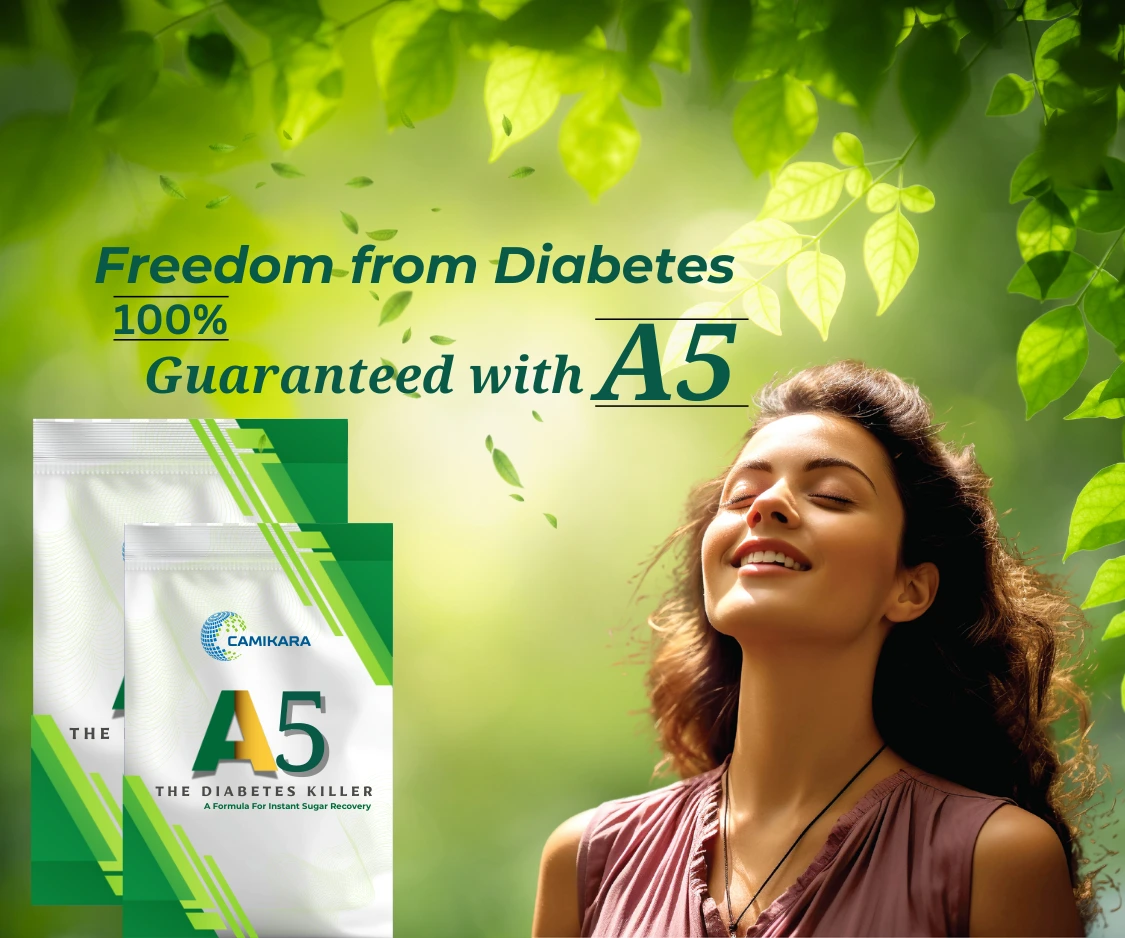 Freedom from Diabetes
100%
Guaranteed with A5
THE
CAMIKARA
A5
THE DIABETES KILLER
A Formula For Instant Sugar Recovery